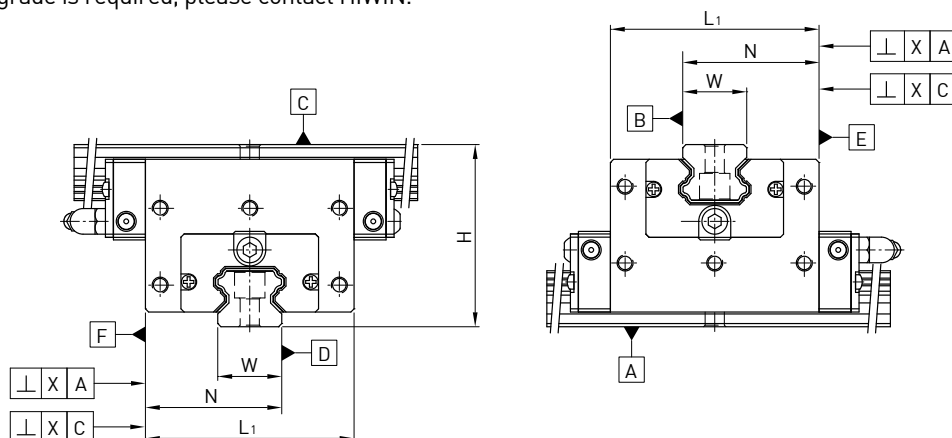 grade is required, please contact HIWIN.
C
H
F
D
W
N
L1
⊥ X A
⊥ X C
L1
N
W
⊥ X A
⊥ X C
B
E
A